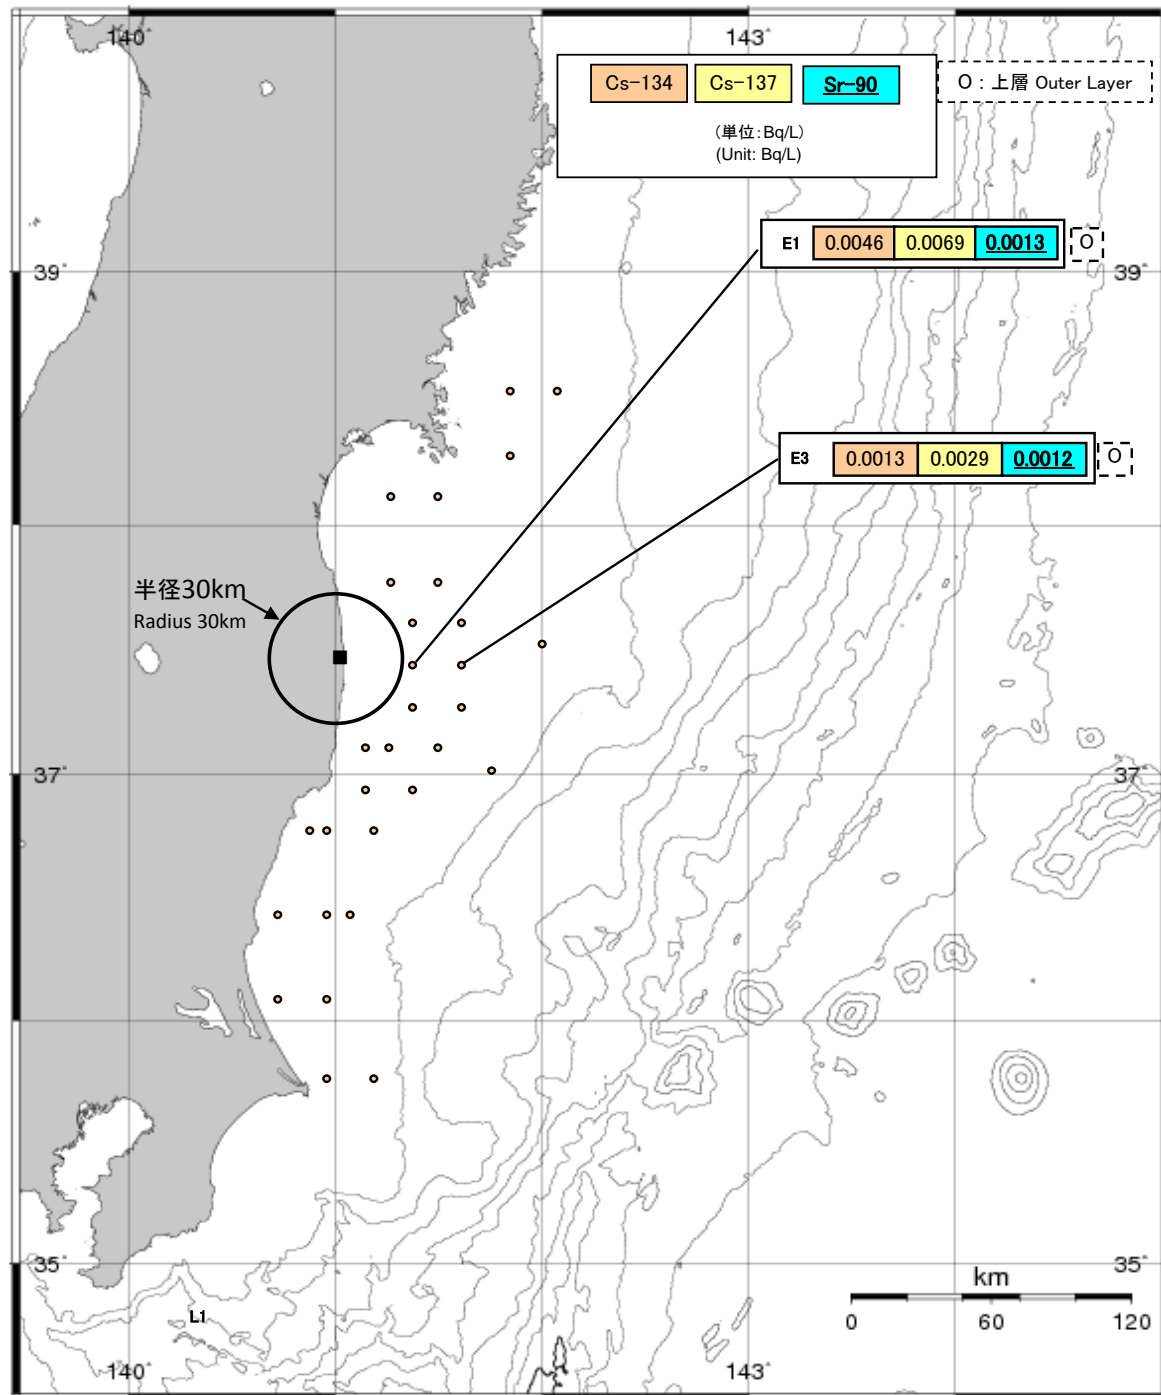 140°
143°
Cs-134 Cs-137 Sr-90
O : 上層 Outer Layer
(単位:Bq/L)
(Unit: Bq/L)
E1 0.0046 0.0069 0.0013 O
39°
39°
E3 0.0013 0.0029 0.0012 O
半径30km
Radius 30km
37°
37°
35°
35°
km
0 60 120
L1
140°
143°